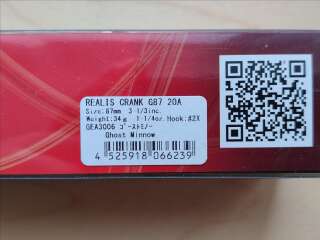 REALIS CRANK G87 20A
Size:87mm 3-1/3inc.
Weight:34g 1 1/4oz.Hook:#2X
GEA3006 ｺﾞｰｽﾄﾐﾉｰ
Ghost Minnow
4 525918 066239